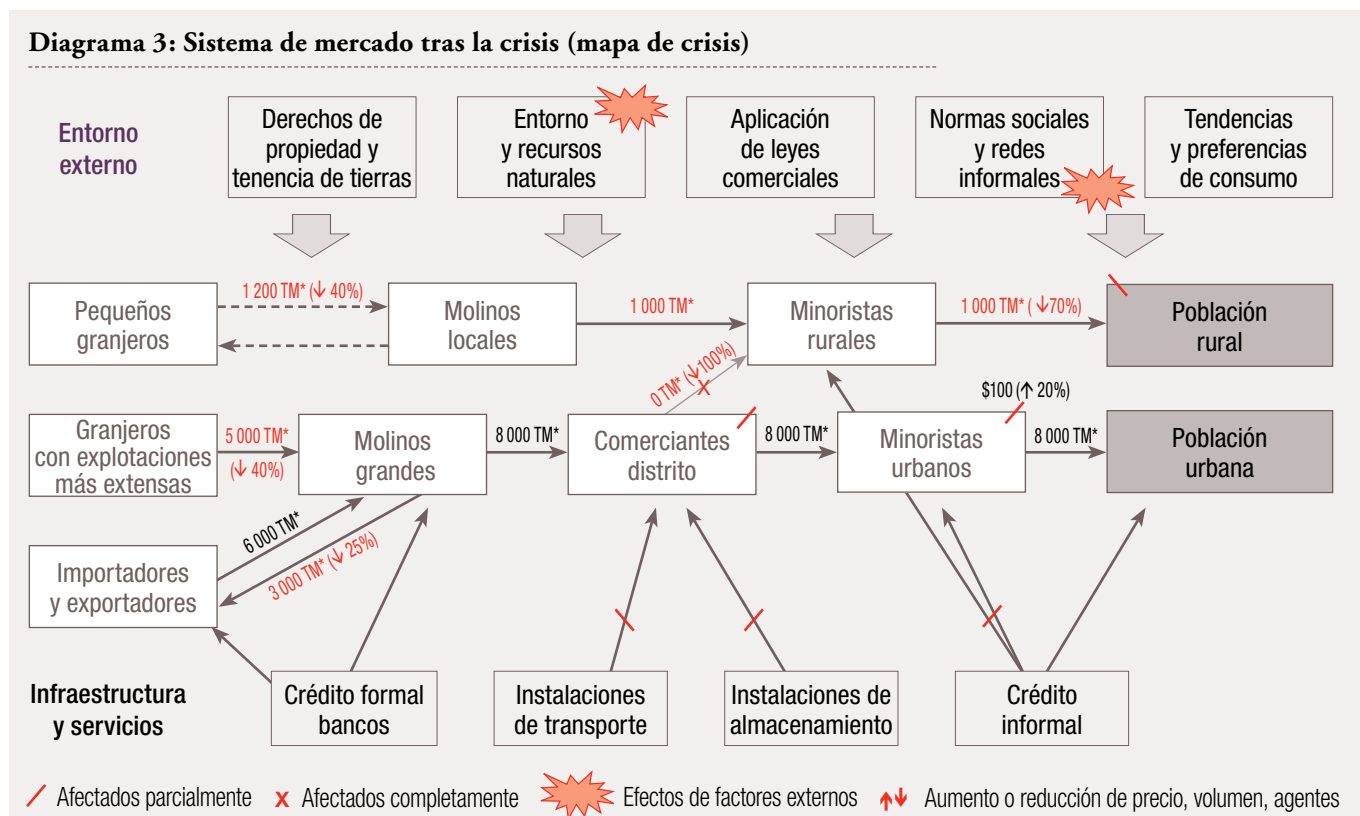 Diagrama 3: Sistema de mercado tras la crisis (mapa de crisis)
Entorno
externo
Derechos de
propiedad y
tenencia de tierras
Entorno
y recursos
naturales
Aplicación
de leyes
comerciales
Normas sociales
y redes
informales
Tendencias
y preferencias
de consumo
Pequeños
granjeros
1 200 TM* (↓ 40%)
Molinos
locales
1 000 TM*
Minoristas
rurales
1 000 TM* (↓70%)
Población
rural
0 TM* (↓100%)
x
$100 (↑ 20%)
Granjeros
con explotaciones
más extensas
5 000 TM*
(↓ 40%)
Molinos
grandes
8 000 TM*
Comerciantes
distrito
8 000 TM*
Minoristas
urbanos
8 000 TM*
Población
urbana
6 000 TM*
3 000 TM* (↓ 25%)
Importadores
y exportadores
Infraestructura
y servicios
Crédito formal
bancos
Instalaciones
de transporte
Instalaciones de
almacenamiento
Crédito
informal
/ Afectados parcialmente x Afectados completamente Efectos de factores externos ↑↓ Aumento o reducción de precio, volumen, agentes